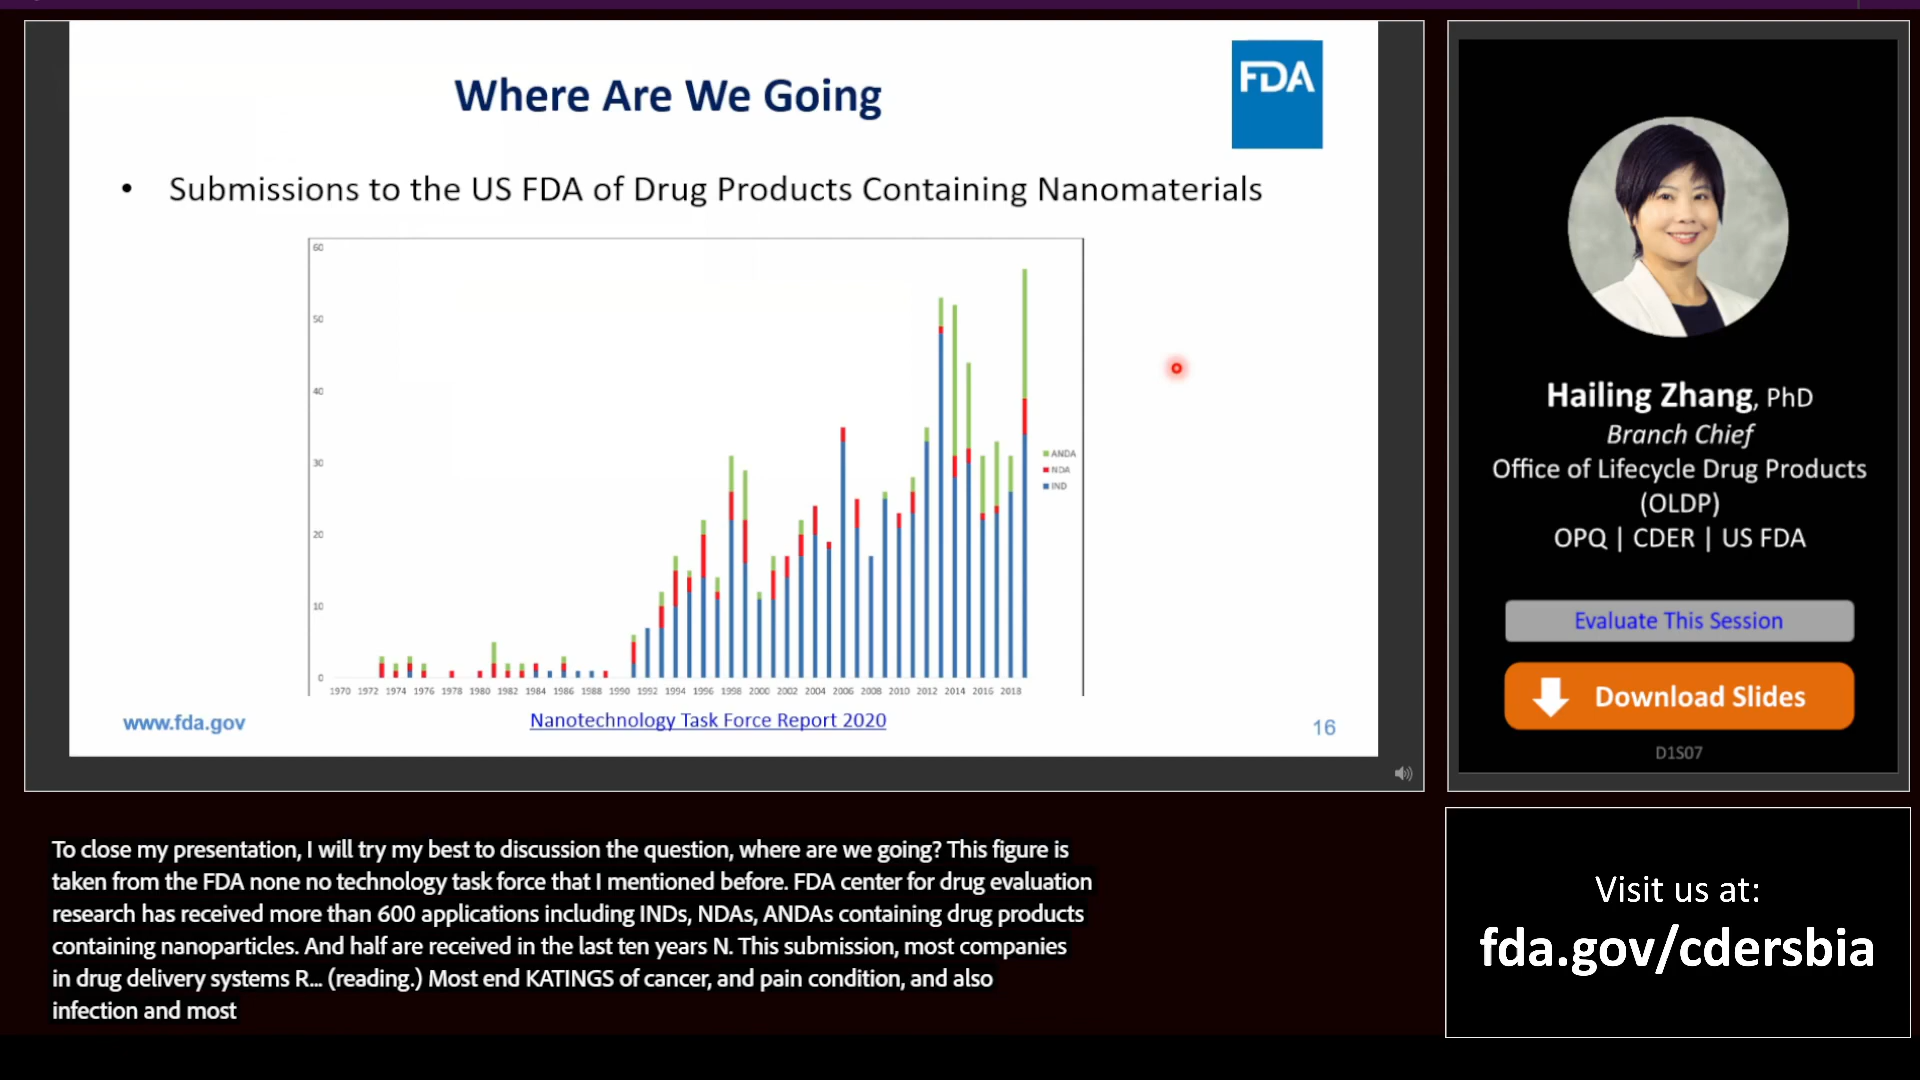 Where Are We Going
FDA
• Submissions to the US FDA of Drug Products Containing Nanomaterials
60
50
40
30
20
10
0
ANDA
NDA
IND
1970 1972 1974 1976 1978 1980 1982 1984 1986 1988 1990 1992 1994 1996 1998 2000 2002 2004 2006 2008 2010 2012 2014 2016 2018
www.fda.gov
Nanotechnology Task Force Report 2020
16
Hailing Zhang, PhD
Branch Chief
Office of Lifecycle Drug Products
(OLDP)
OPQ | CDER | US FDA
Evaluate This Session
Download Slides
D1S07
To close my presentation, I will try my best to discussion the question, where are we going? This figure is
taken from the FDA none no technology task force that I mentioned before. FDA center for drug evaluation
research has received more than 600 applications including INDs, NDAs, ANDAs containing drug products
containing nanoparticles. And half are received in the last ten years N. This submission, most companies
in drug delivery systems R... (reading.) Most end KATINGS of cancer, and pain condition, and also
infection and most
Visit us at:
fda.gov/cdersbia